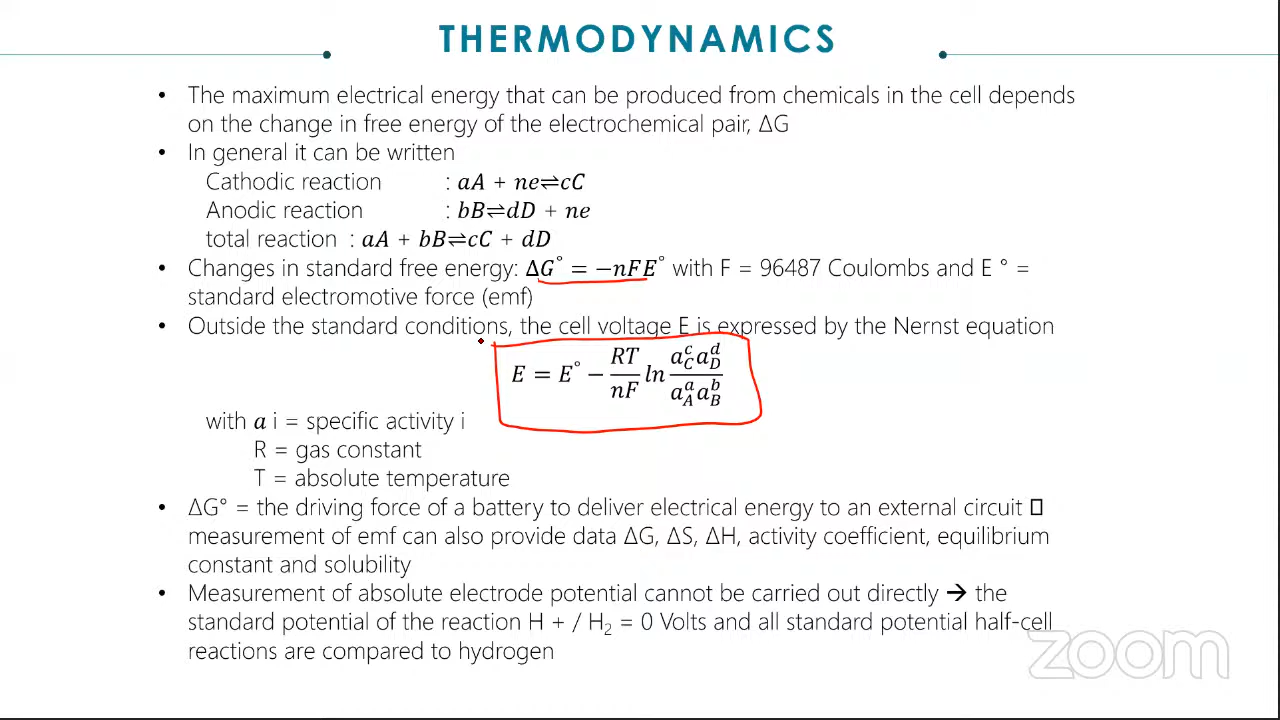 THERMODYNAMICS
• The maximum electrical energy that can be produced from chemicals in the cell depends
on the change in free energy of the electrochemical pair, ΔG
• In general it can be written
Cathodic reaction : aA + ne⇌cC
Anodic reaction : bB⇌dD + ne
total reaction : aA + bB⇌cC + dD
• Changes in standard free energy: ΔG° = −nFE° with F = 96487 Coulombs and E ° =
standard electromotive force (emf)
• Outside the standard conditions, the cell voltage E is expressed by the Nernst equation
E = E° − \frac{RT}{nF} ln \frac{a_C^c a_D^d}{a_A^a a_B^b}
with a i = specific activity i
R = gas constant
T = absolute temperature
• ΔG° = the driving force of a battery to deliver electrical energy to an external circuit □
measurement of emf can also provide data ΔG, ΔS, ΔH, activity coefficient, equilibrium
constant and solubility
• Measurement of absolute electrode potential cannot be carried out directly → the
standard potential of the reaction H + / H₂ = 0 Volts and all standard potential half-cell
reactions are compared to hydrogen
zoom